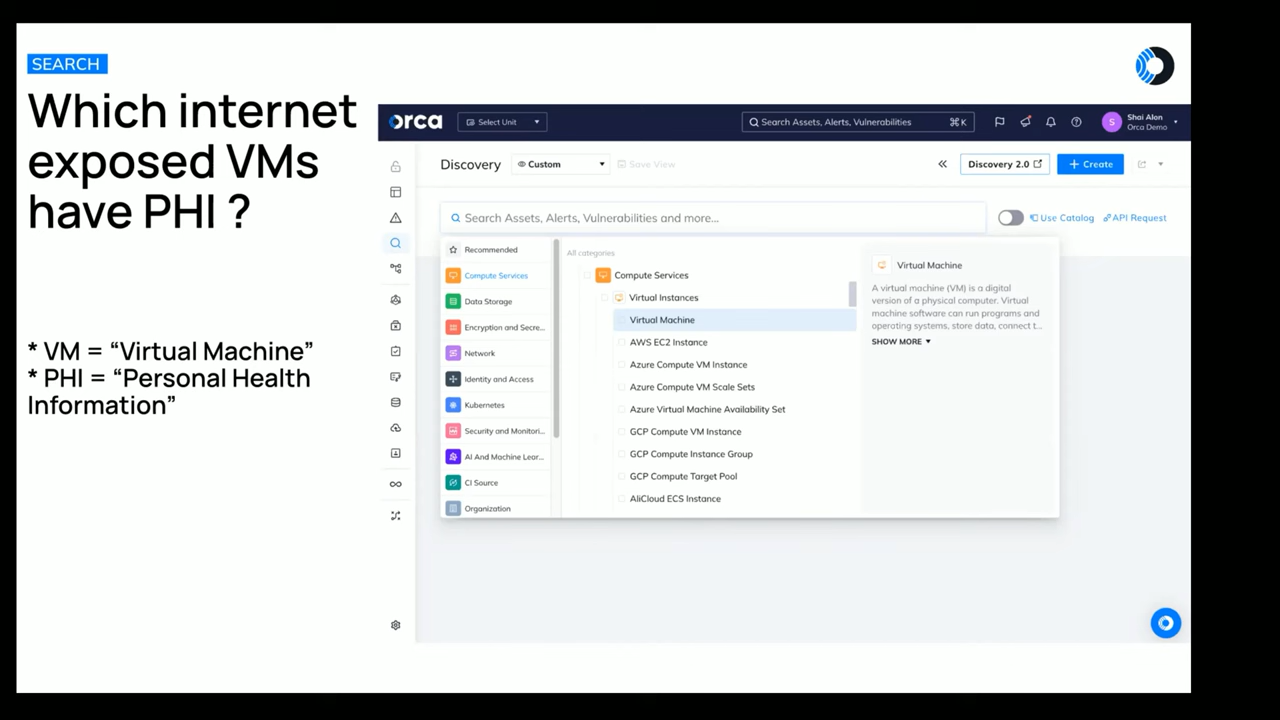 SEARCH
Which internet
exposed VMs
have PHI ?
* VM = “Virtual Machine”
* PHI = “Personal Health
Information”
orca
Select Unit
Search Assets, Alerts, Vulnerabilities
⌘K
S
Shai Alon
Orca Demo
Discovery
Custom
Save View
Discovery 2.0
+ Create
Search Assets, Alerts, Vulnerabilities and more...
Use Catalog
API Request
Recommended
Compute Services
Data Storage
Encryption and Secre...
Network
Identity and Access
Kubernetes
Security and Monitori...
AI And Machine Lear...
CI Source
Organization
All categories
Compute Services
Virtual Instances
Virtual Machine
AWS EC2 Instance
Azure Compute VM Instance
Azure Compute VM Scale Sets
Azure Virtual Machine Availability Set
GCP Compute VM Instance
GCP Compute Instance Group
GCP Compute Target Pool
AliCloud ECS Instance
Virtual Machine
A virtual machine (VM) is a digital
version of a physical computer. Virtual
machine software can run programs and
operating systems, store data, connect t...
SHOW MORE